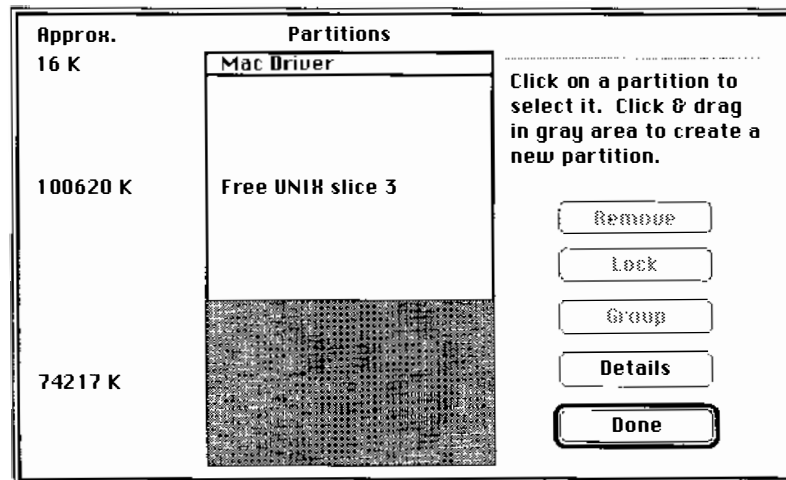 Approx. Partitions
16 K Mac Driver
Click on a partition to
select it. Click & drag
in gray area to create a
new partition.
100620 K Free UNIX slice 3
Remove
Lock
Group
74217 K
Details
Done